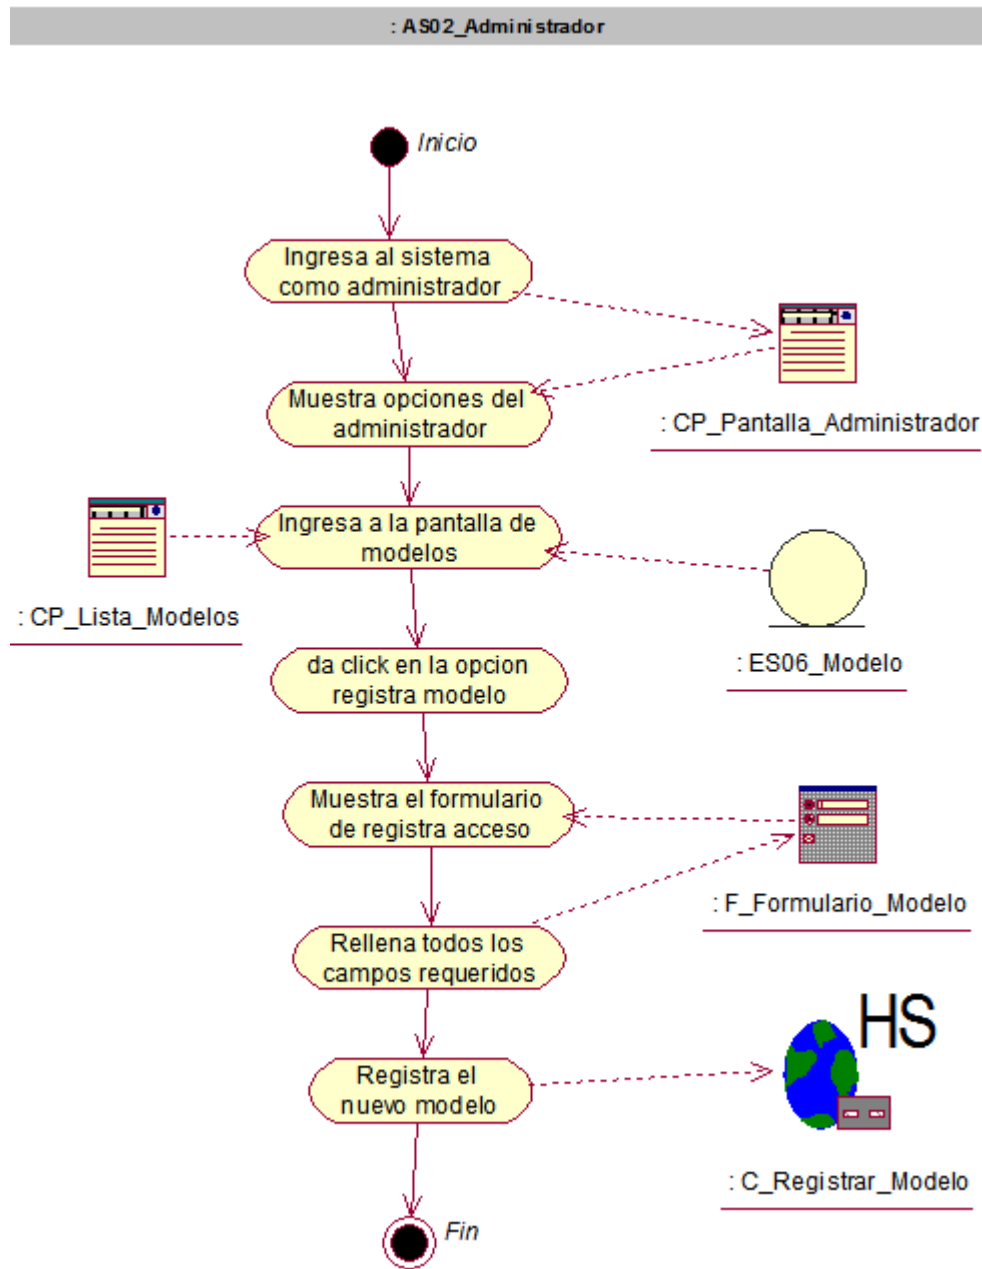 : AS02_Administrador
Inicio
Ingresa al sistema
como administrador
Muestra opciones del
administrador
: CP_Pantalla_Administrador
Ingresa a la pantalla de
modelos
: CP_Lista_Modelos
: ES06_Modelo
da click en la opcion
registra modelo
Muestra el formulario
de registra acceso
: F_Formulario_Modelo
Rellena todos los
campos requeridos
HS
Registra el
nuevo modelo
: C_Registrar_Modelo
Fin